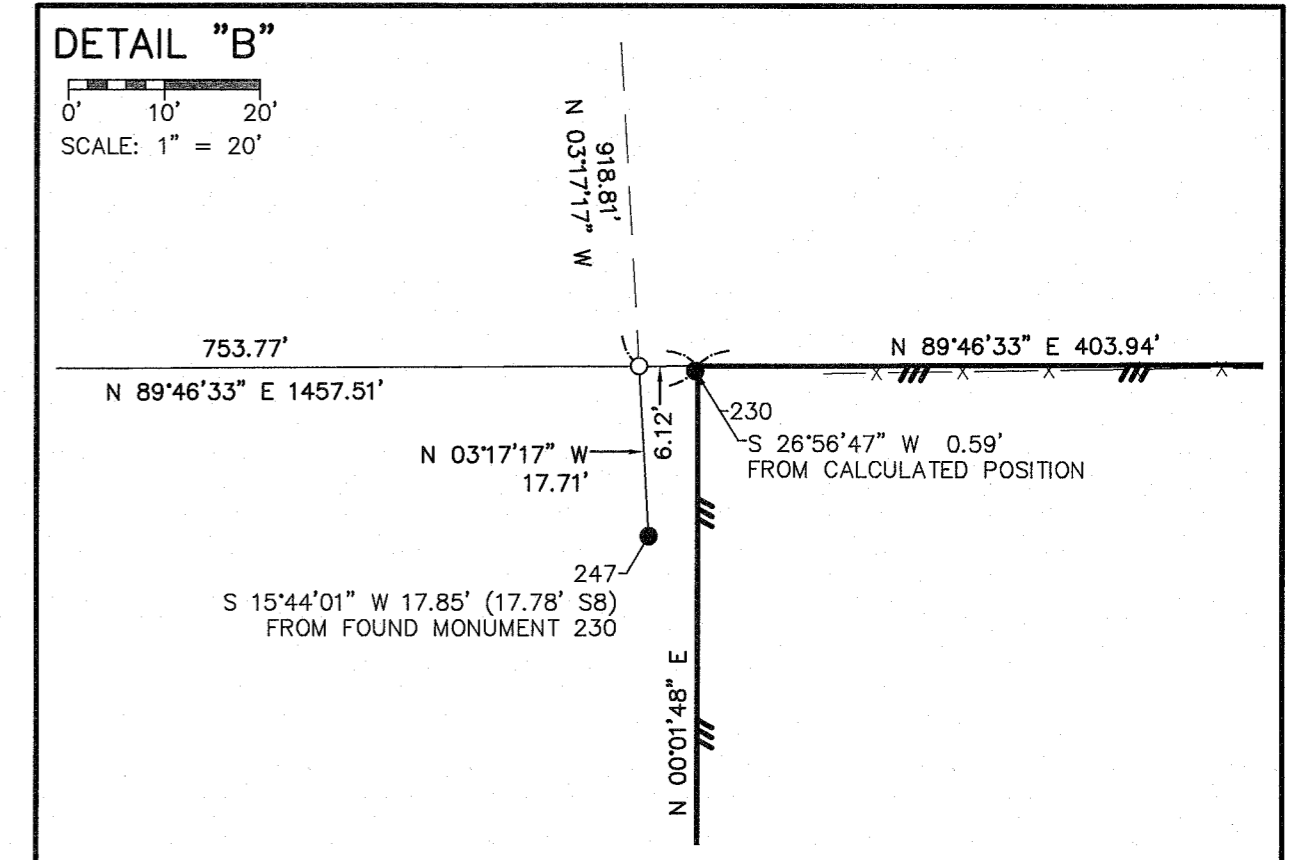 DETAIL "B"
0' 10' 20'
SCALE: 1" = 20'
918.81'
N 03°17'17" W
753.77'
N 89°46'33" E 1457.51'
N 89°46'33" E 403.94'
6.12'
230
S 26°56'47" W 0.59'
FROM CALCULATED POSITION
N 03°17'17" W
17.71'
247
S 15°44'01" W 17.85' (17.78' S8)
FROM FOUND MONUMENT 230
N 00°01'48" E